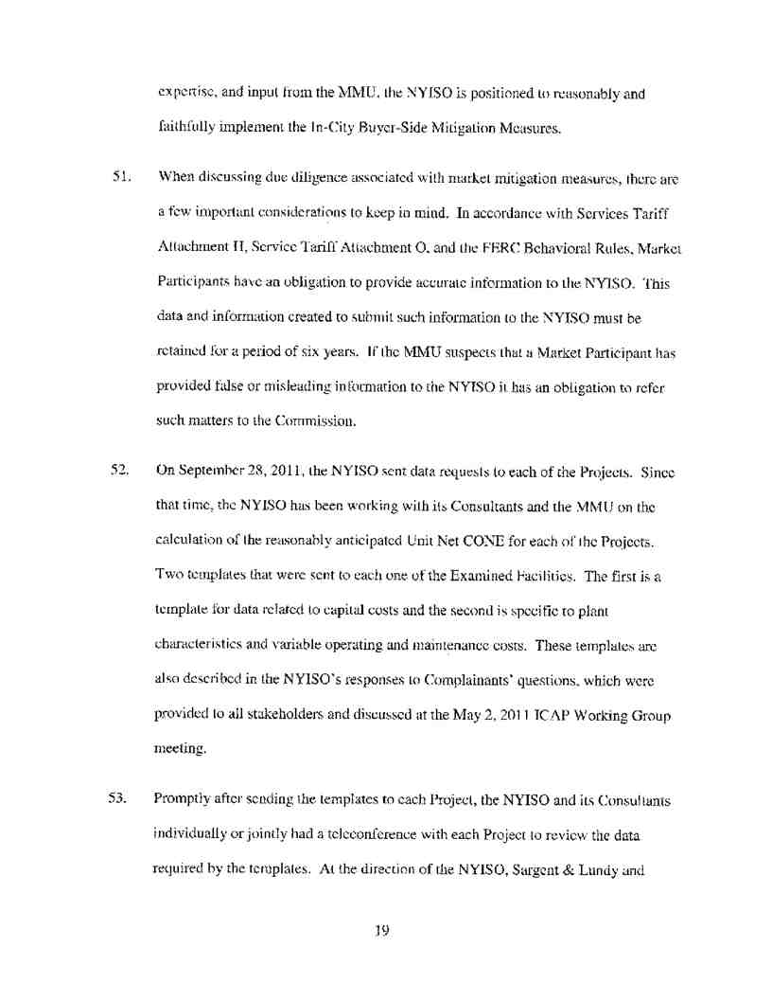 expertise, and input from the MMU, the NYISO is positioned to reasonably and
faithfully implement the In-City Buyer-Side Mitigation Measures.
51. When discussing due diligence associated with market mitigation measures, there are
a few important considerations to keep in mind. In accordance with Services Tariff
Attachment H, Service Tariff Attachment O, and the FERC Behavioral Rules, Market
Participants have an obligation to provide accurate information to the NYISO. This
data and information created to submit such information to the NYISO must be
retained for a period of six years. If the MMU suspects that a Market Participant has
provided false or misleading information to the NYISO it has an obligation to refer
such matters to the Commission.
52. On September 28, 2011, the NYISO sent data requests to each of the Projects. Since
that time, the NYISO has been working with its Consultants and the MMU on the
calculation of the reasonably anticipated Unit Net CONE for each of the Projects.
Two templates that were sent to each one of the Examined Facilities. The first is a
template for data related to capital costs and the second is specific to plant
characteristics and variable operating and maintenance costs. These templates are
also described in the NYISO's responses to Complainants' questions, which were
provided to all stakeholders and discussed at the May 2, 2011 ICAP Working Group
meeting.
53. Promptly after sending the templates to each Project, the NYISO and its Consultants
individually or jointly had a teleconference with each Project to review the data
required by the templates. At the direction of the NYISO, Sargent & Lundy and
19